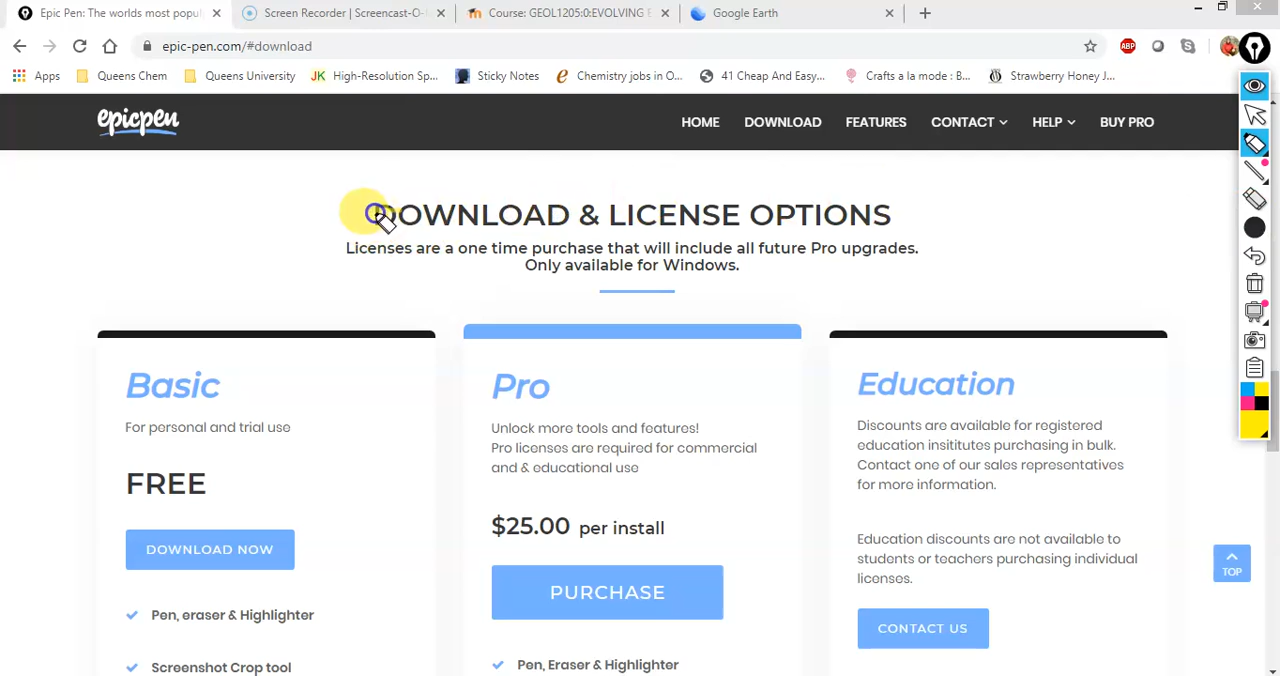 Epic Pen: The worlds most popu
Screen Recorder | Screencast-O-
Course: GEOL1205:0:EVOLVING E
Google Earth
epic-pen.com/#download
ABP
Apps
Queens Chem
Queens University
JK High-Resolution Sp...
Sticky Notes
Chemistry jobs in O...
41 Cheap And Easy...
Crafts a la mode : B...
Strawberry Honey J...
epicpen
HOME
DOWNLOAD
FEATURES
CONTACT
HELP
BUY PRO
DOWNLOAD & LICENSE OPTIONS
Licenses are a one time purchase that will include all future Pro upgrades.
Only available for Windows.
Basic
For personal and trial use
FREE
DOWNLOAD NOW
Pen, eraser & Highlighter
Screenshot Crop tool
Pro
Unlock more tools and features!
Pro licenses are required for commercial
and & educational use
$25.00 per install
PURCHASE
Pen, Eraser & Highlighter
Education
Discounts are available for registered
education insititutes purchasing in bulk.
Contact one of our sales representatives
for more information.
Education discounts are not available to
students or teachers purchasing individual
licenses.
CONTACT US
TOP